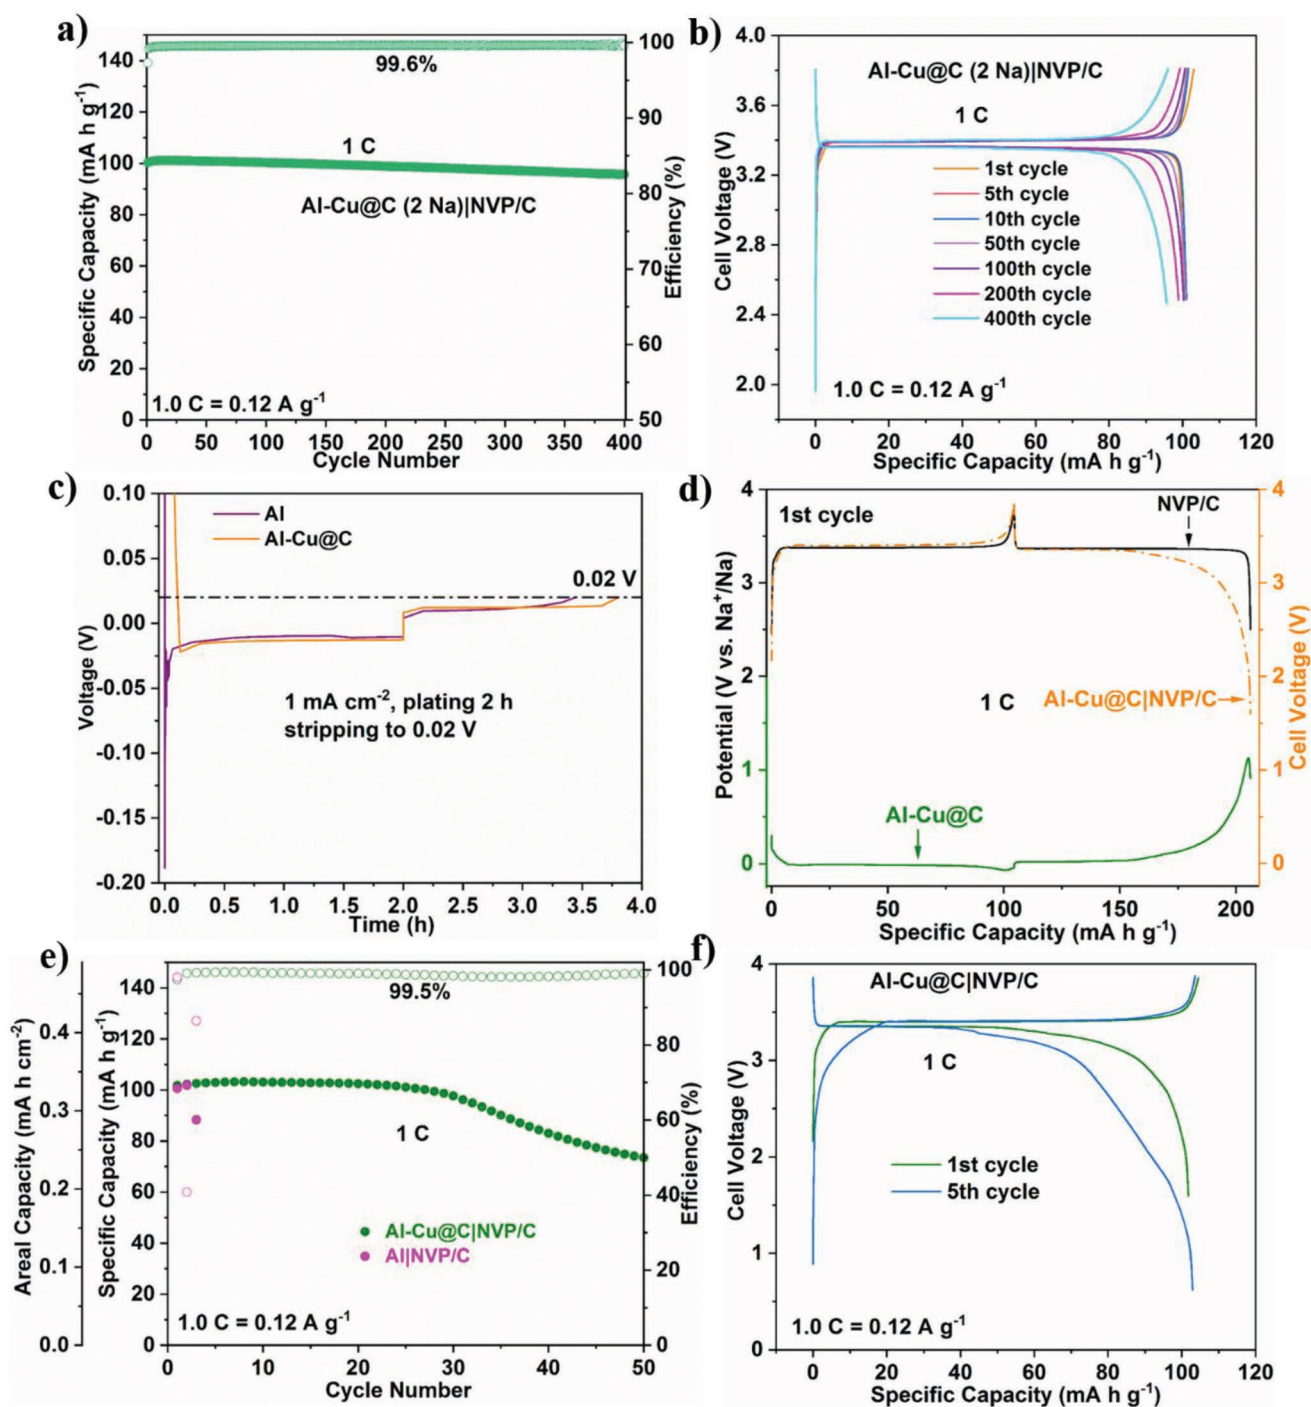 a)
140
120
100
80
60
40
20
0
Specific Capacity (mA h g⁻¹)
99.6%
1 C
Al-Cu@C (2 Na)|NVP/C
1.0 C = 0.12 A g⁻¹
100
90
80
70
60
50
Efficiency (%)
0 50 100 150 200 250 300 350 400
Cycle Number
b)
4.0
3.6
3.2
2.8
2.4
2.0
Cell Voltage (V)
Al-Cu@C (2 Na)|NVP/C
1 C
1st cycle
5th cycle
10th cycle
50th cycle
100th cycle
200th cycle
400th cycle
1.0 C = 0.12 A g⁻¹
0 20 40 60 80 100 120
Specific Capacity (mA h g⁻¹)
c)
0.10
0.05
0.00
-0.05
-0.10
-0.15
-0.20
Voltage (V)
Al
Al-Cu@C
0.02 V
1 mA cm⁻², plating 2 h
stripping to 0.02 V
0.0 0.5 1.0 1.5 2.0 2.5 3.0 3.5 4.0
Time (h)
d)
4
3
2
1
0
Potential (V vs. Na⁺/Na)
1st cycle
NVP/C
1 C
Al-Cu@C|NVP/C
Al-Cu@C
4
3
2
1
0
Cell Voltage (V)
0 50 100 150 200
Specific Capacity (mA h g⁻¹)
e)
0.4
0.3
0.2
0.1
0.0
Areal Capacity (mA h cm⁻²)
140
120
100
80
60
40
20
0
Specific Capacity (mA h g⁻¹)
99.5%
1 C
Al-Cu@C|NVP/C
Al|NVP/C
1.0 C = 0.12 A g⁻¹
100
80
60
40
20
0
Efficiency (%)
0 10 20 30 40 50
Cycle Number
f)
4
3
2
1
0
Cell Voltage (V)
Al-Cu@C|NVP/C
1 C
1st cycle
5th cycle
1.0 C = 0.12 A g⁻¹
0 20 40 60 80 100 120
Specific Capacity (mA h g⁻¹)